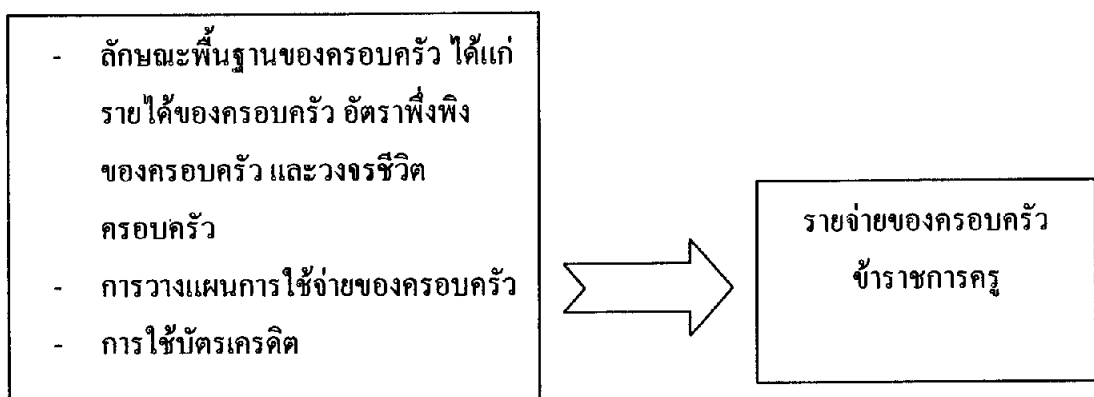 - ลักษณะพื้นฐานของครอบครัว ได้แก่
รายได้ของครอบครัว อัตราพึ่งพิง
ของครอบครัว และวงจรชีวิต
ครอบครัว
- การวางแผนการใช้จ่ายของครอบครัว
- การใช้บัตรเครดิต
รายจ่ายของครอบครัว
ข้าราชการครู